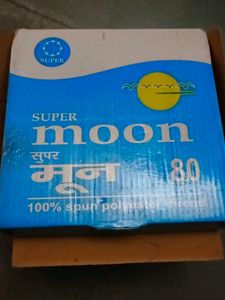 SUPER
SUPER
moon
सुपर
मून 80
100% spun polyester thread